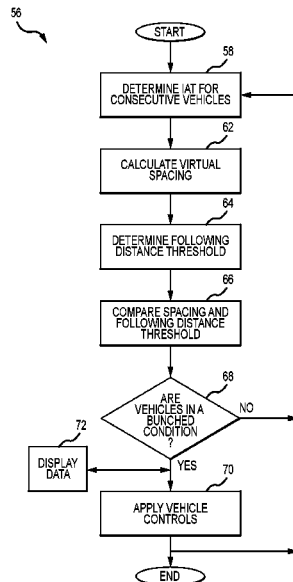 56
START
58
DETERMINE IAT FOR
CONSECUTIVE VEHICLES
62
CALCULATE VIRTUAL
SPACING
64
DETERMINE FOLLOWING
DISTANCE THRESHOLD
66
COMPARE SPACING AND
FOLLOWING DISTANCE
THRESHOLD
68
ARE
VEHICLES IN A
BUNCHED
CONDITION
?
NO
72
DISPLAY
DATA
YES
70
APPLY VEHICLE
CONTROLS
END